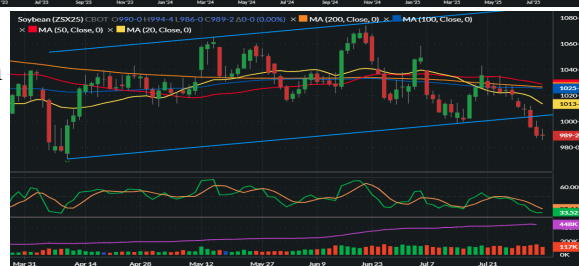 '23 Jul '23 Sep '23 Nov '23 Jan '24 Mar '24 May '24 Jul '24 Sep '24 Nov '24 Jan '25 Mar '25 May '25 Jul '25
Soybean (ZSX25) CBOT O990-0 H994-4 L986-0 C989-2 60-0 (0.00%) × MA (200, Close, 0) × MA (100, Close, 0)
× MA (50, Close, 0) × MA (20, Close, 0)
1080-
1060-
1040-
1025-
1020-
1013-
1000-
989-2
980-0
60.00
33.52
448K
200K
117K
0K
Mar 31 Apr 14 Apr 28 May 12 May 27 Jun 9 Jun 23 Jul 7 Jul 21